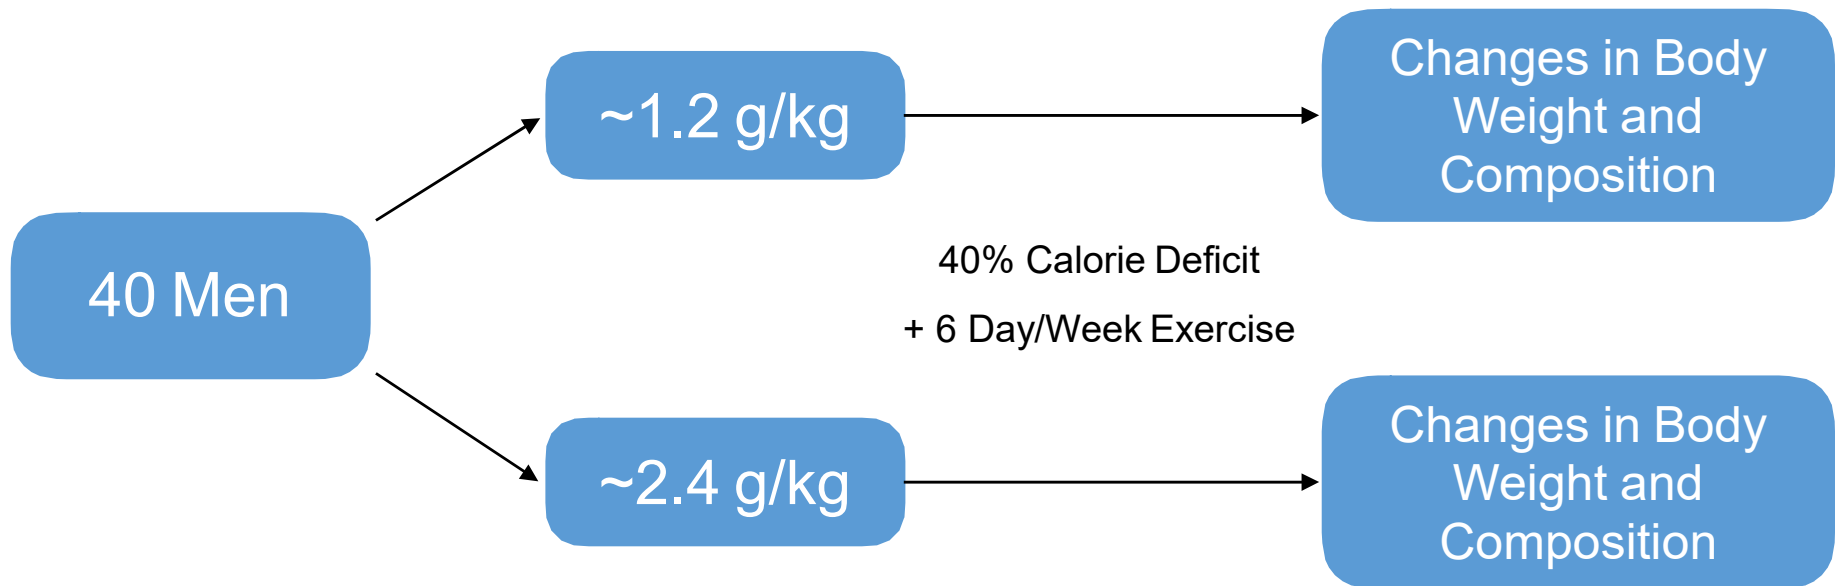 40 Men
~1.2 g/kg
Changes in Body
Weight and
Composition
40% Calorie Deficit
+ 6 Day/Week Exercise
~2.4 g/kg
Changes in Body
Weight and
Composition